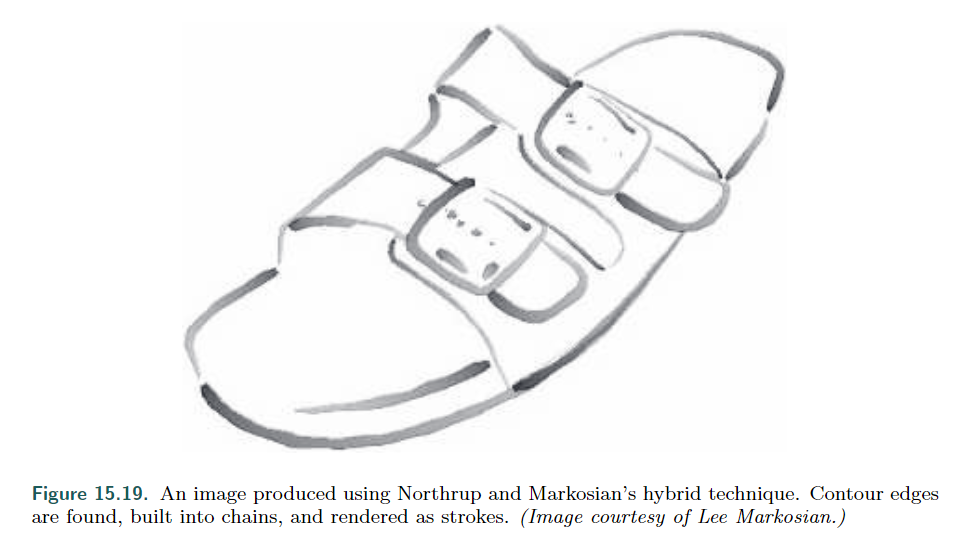 Figure 15.19. An image produced using Northrup and Markosian's hybrid technique. Contour edges
are found, built into chains, and rendered as strokes. (Image courtesy of Lee Markosian.)